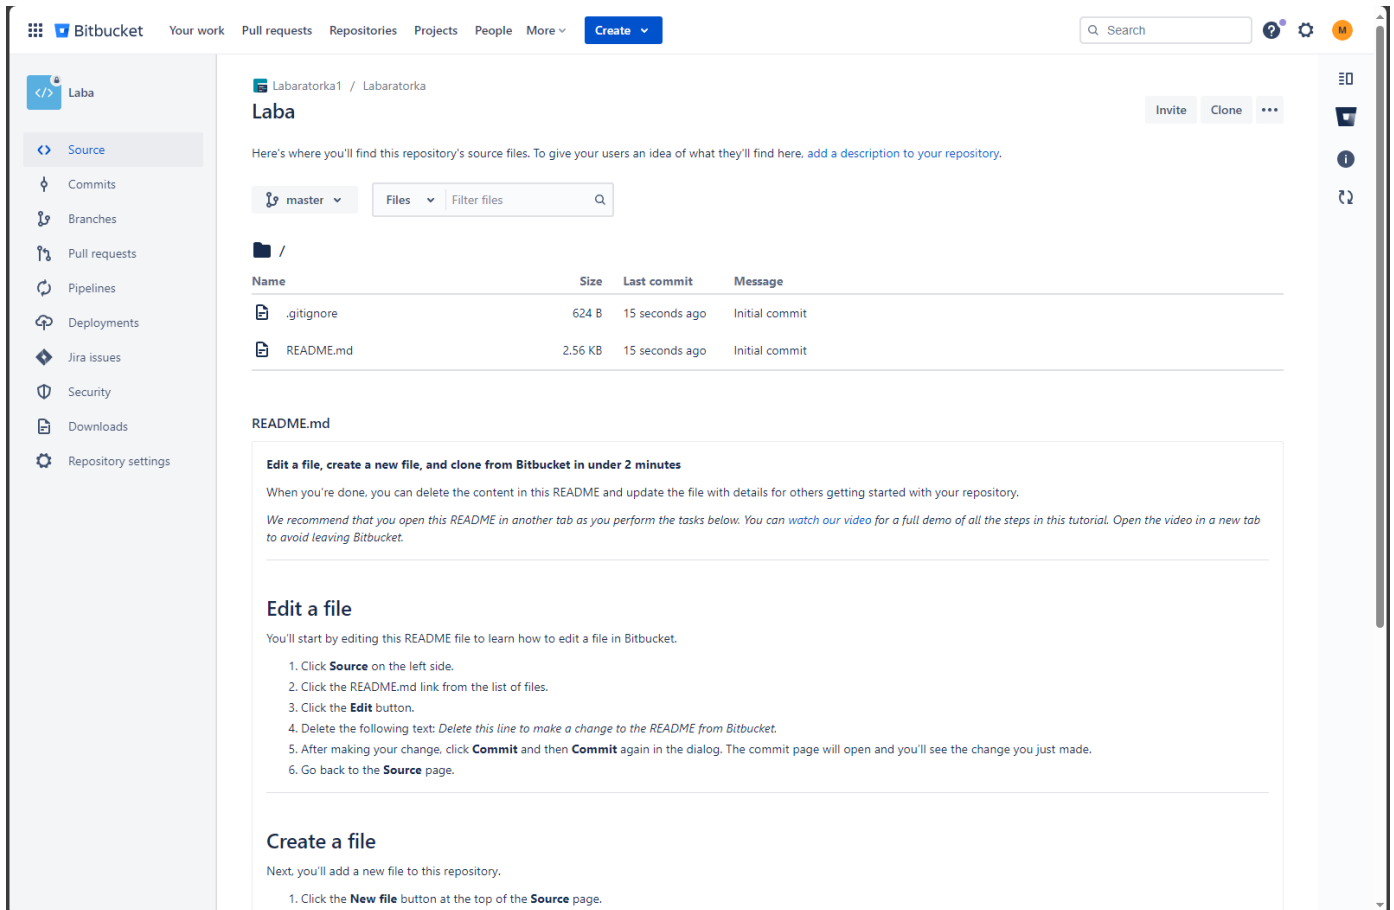 Bitbucket Your work Pull requests Repositories Projects People More Create Search M
Laba
Source
Commits
Branches
Pull requests
Pipelines
Deployments
Jira issues
Security
Downloads
Repository settings
Labaratorka1 / Labaratorka
Laba
Invite Clone
Here's where you'll find this repository's source files. To give your users an idea of what they'll find here, add a description to your repository.
master Files Filter files
/
Name Size Last commit Message
.gitignore 624 B 15 seconds ago Initial commit
README.md 2.56 KB 15 seconds ago Initial commit
README.md
Edit a file, create a new file, and clone from Bitbucket in under 2 minutes
When you're done, you can delete the content in this README and update the file with details for others getting started with your repository.
We recommend that you open this README in another tab as you perform the tasks below. You can watch our video for a full demo of all the steps in this tutorial. Open the video in a new tab
to avoid leaving Bitbucket.
Edit a file
You'll start by editing this README file to learn how to edit a file in Bitbucket.
1. Click Source on the left side.
2. Click the README.md link from the list of files.
3. Click the Edit button.
4. Delete the following text: Delete this line to make a change to the README from Bitbucket.
5. After making your change, click Commit and then Commit again in the dialog. The commit page will open and you'll see the change you just made.
6. Go back to the Source page.
Create a file
Next, you'll add a new file to this repository.
1. Click the New file button at the top of the Source page.